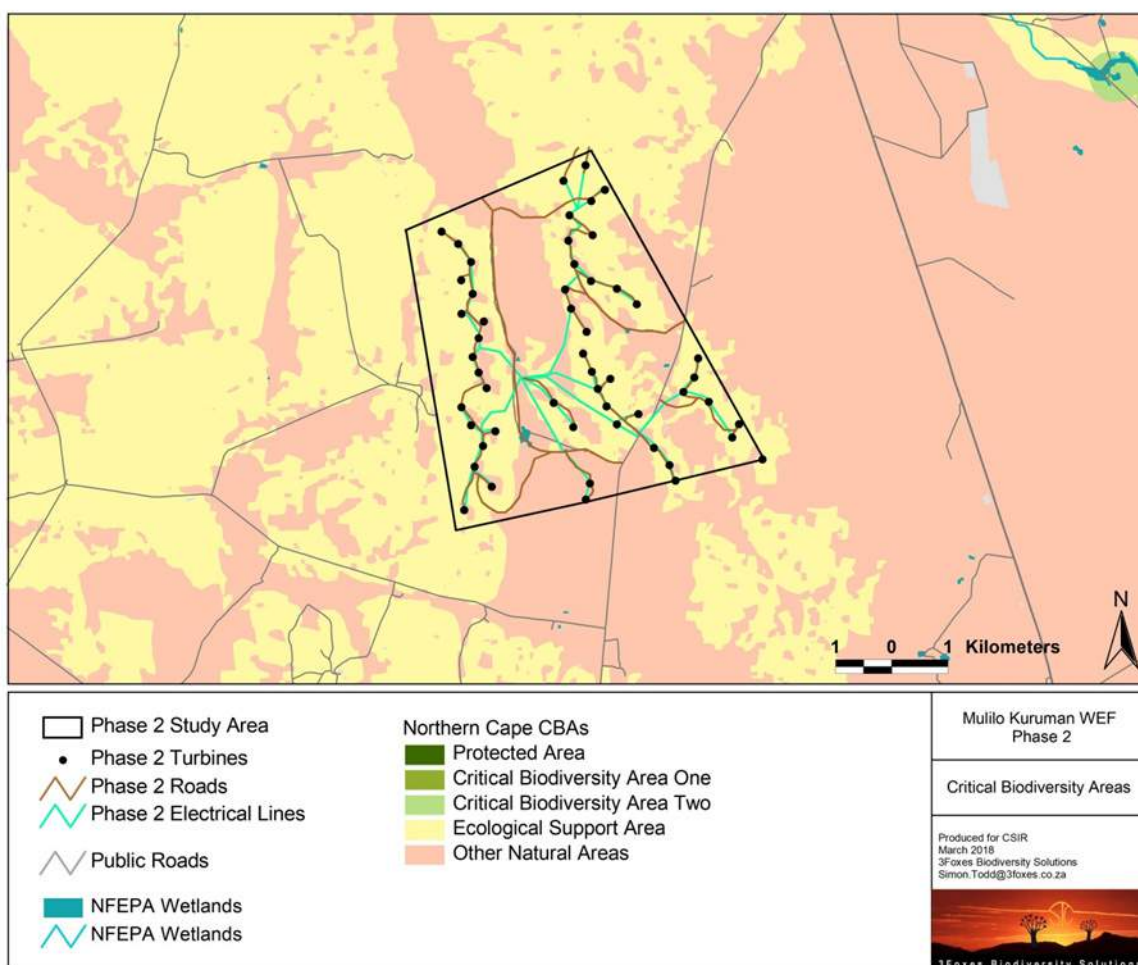 N
1 0 1 Kilometers
Phase 2 Study Area
Phase 2 Turbines
Phase 2 Roads
Phase 2 Electrical Lines
Public Roads
NFEPA Wetlands
NFEPA Wetlands
Northern Cape CBAs
Protected Area
Critical Biodiversity Area One
Critical Biodiversity Area Two
Ecological Support Area
Other Natural Areas
Mulilo Kuruman WEF
Phase 2
Critical Biodiversity Areas
Produced for CSIR
March 2018
3Foxes Biodiversity Solutions
Simon.Todd@3foxes.co.za
3Foxes Biodiversity Solutions